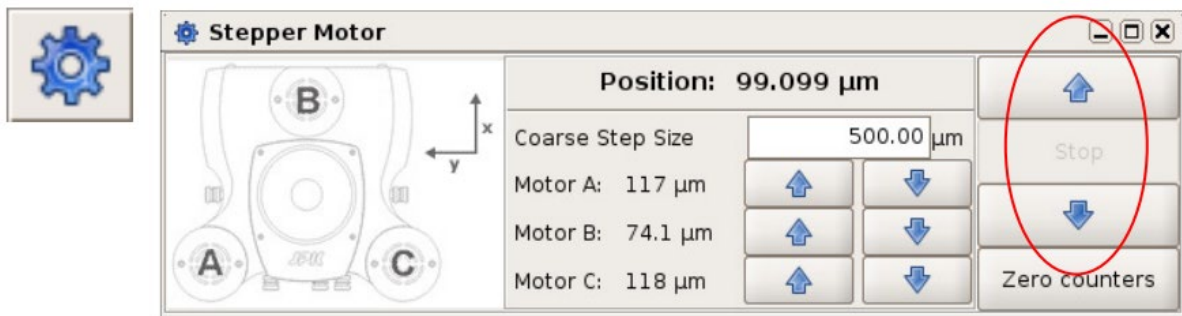 Stepper Motor
B
x
y
A
JPK
C
Position: 99.099 µm
Coarse Step Size 500.00 µm
Motor A: 117 µm
Motor B: 74.1 µm
Motor C: 118 µm
Stop
Zero counters